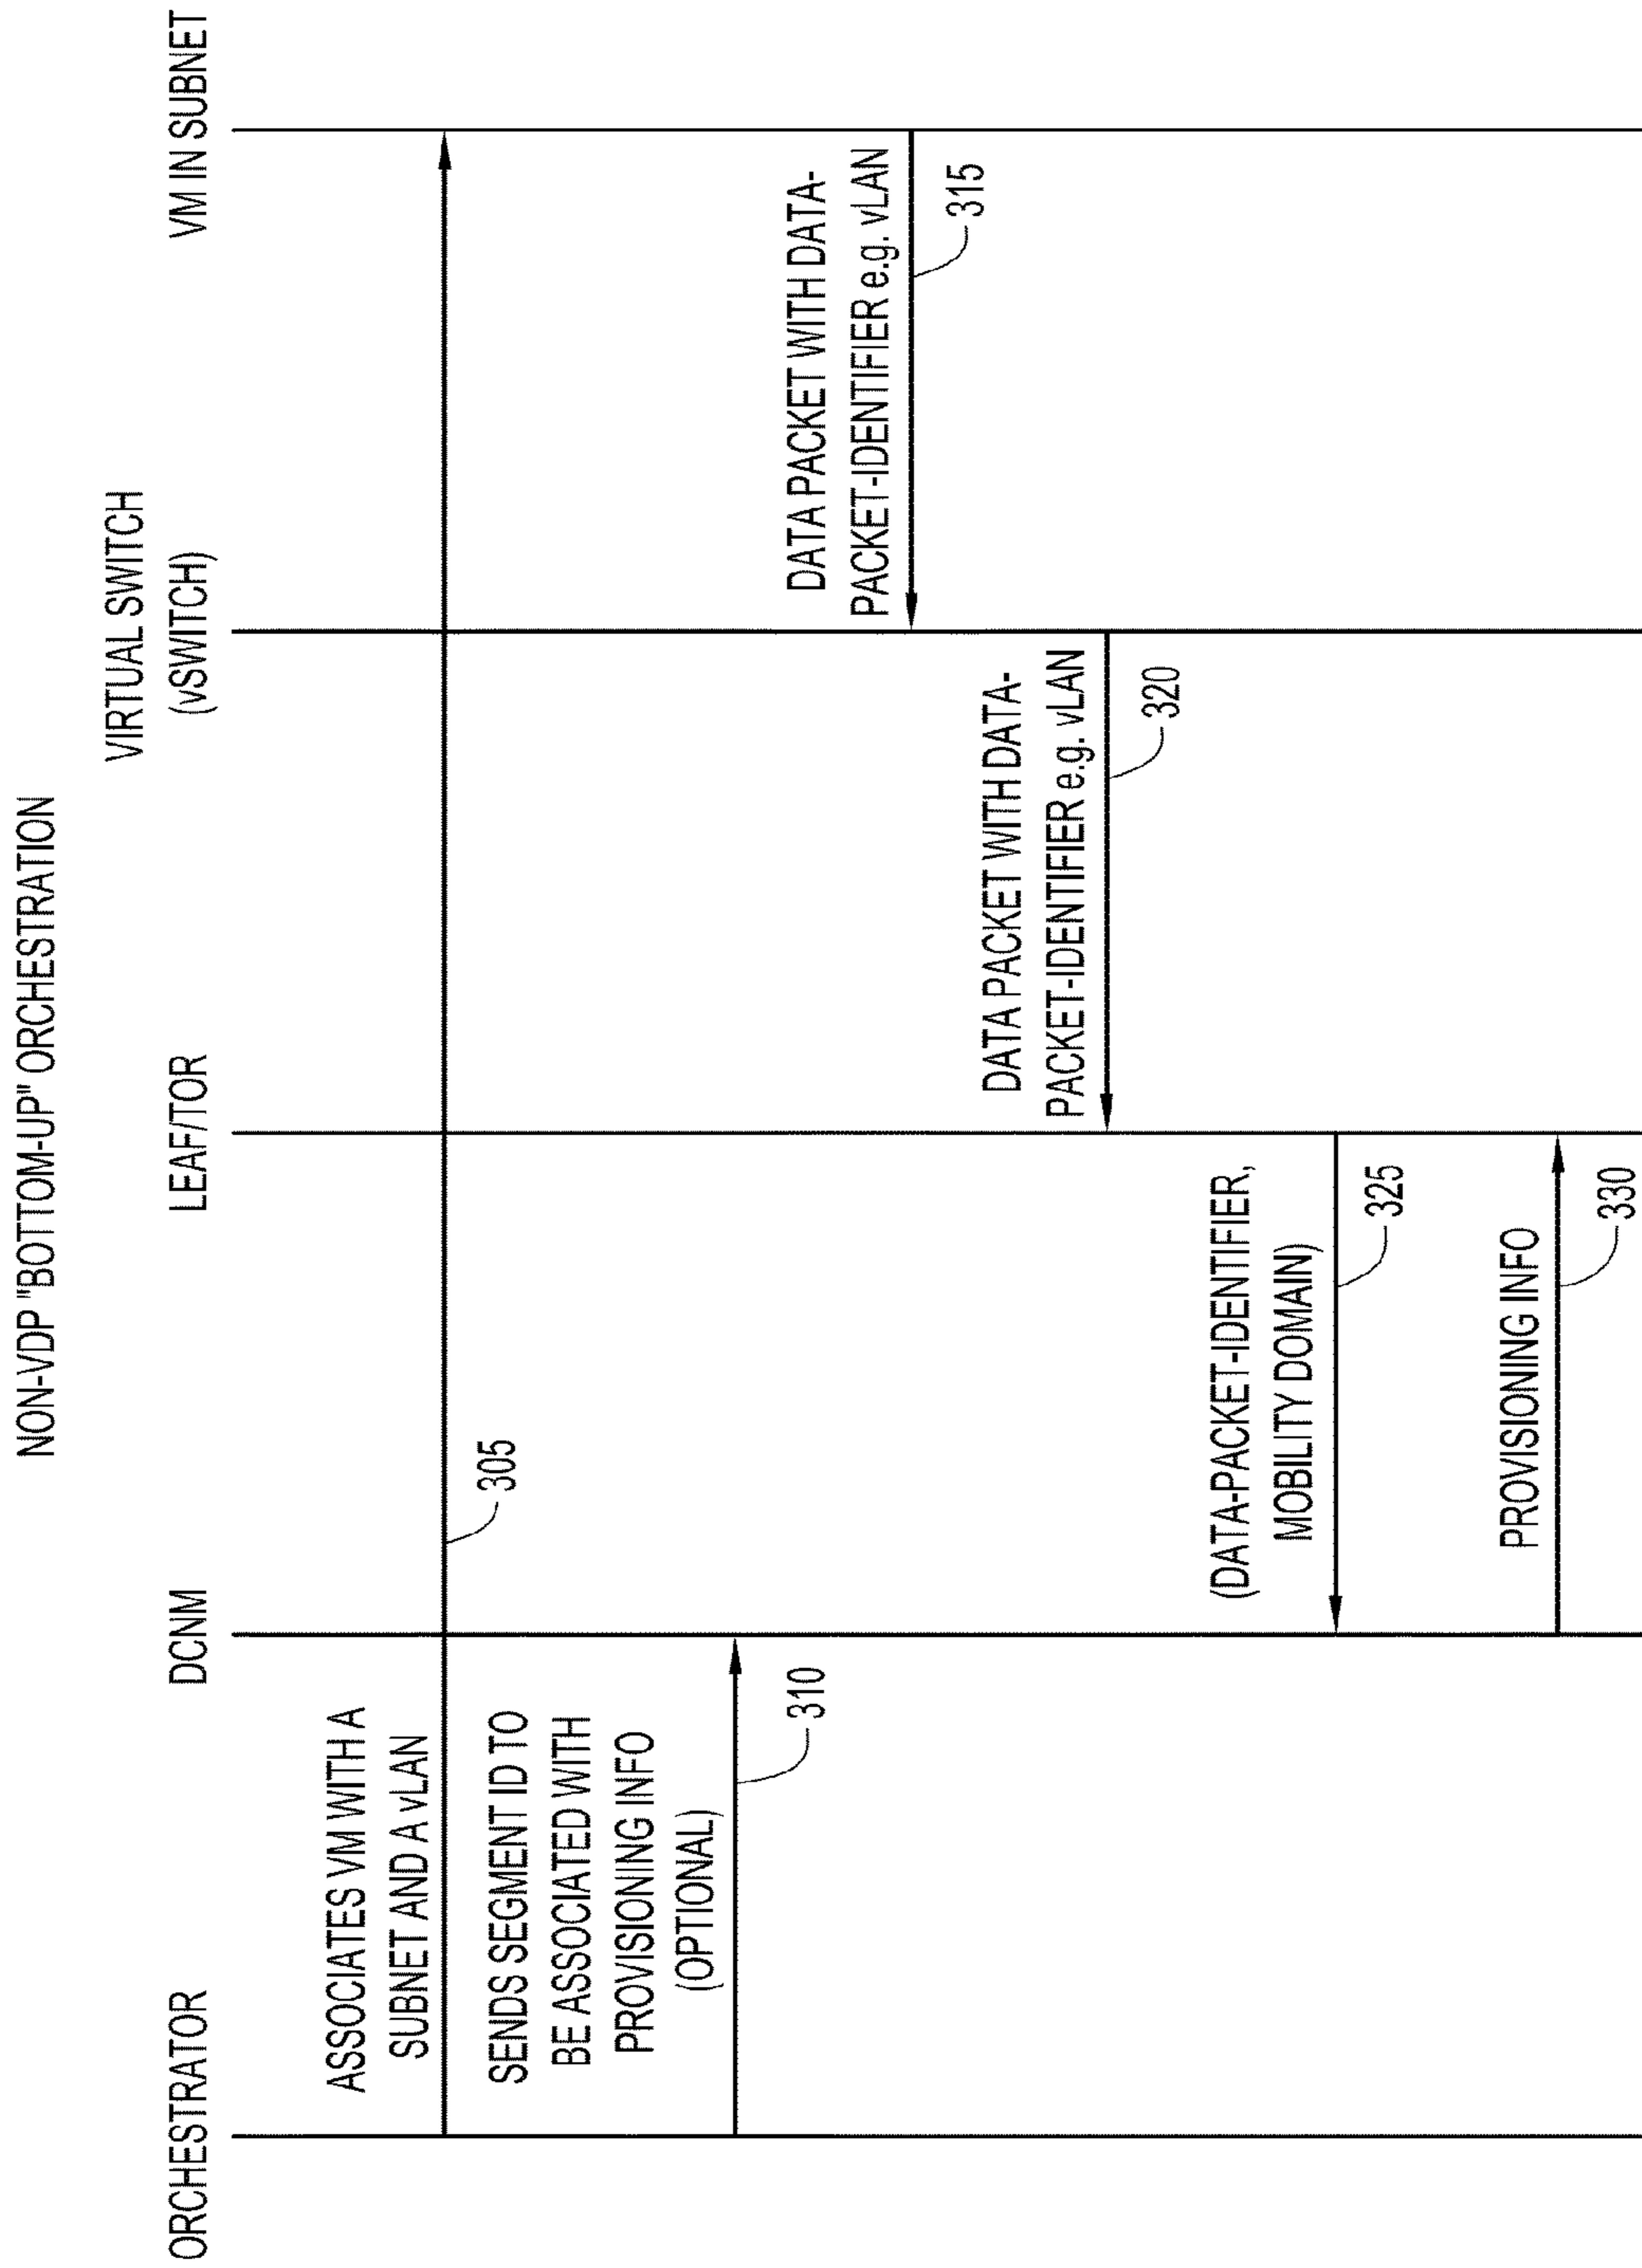 NON-VDP "BOTTOM-UP" ORCHESTRATION
ORCHESTRATOR
DCNM
LEAF/TOR
VIRTUAL SWITCH
(vSWITCH)
VM IN SUBNET
ASSOCIATES VM WITH A
SUBNET AND A vLAN
305
SENDS SEGMENT ID TO
BE ASSOCIATED WITH
PROVISIONING INFO
(OPTIONAL)
310
DATA PACKET WITH DATA-
PACKET-IDENTIFIER e.g. vLAN
315
DATA PACKET WITH DATA-
PACKET-IDENTIFIER e.g. vLAN
320
(DATA-PACKET-IDENTIFIER,
MOBILITY DOMAIN)
325
PROVISIONING INFO
330